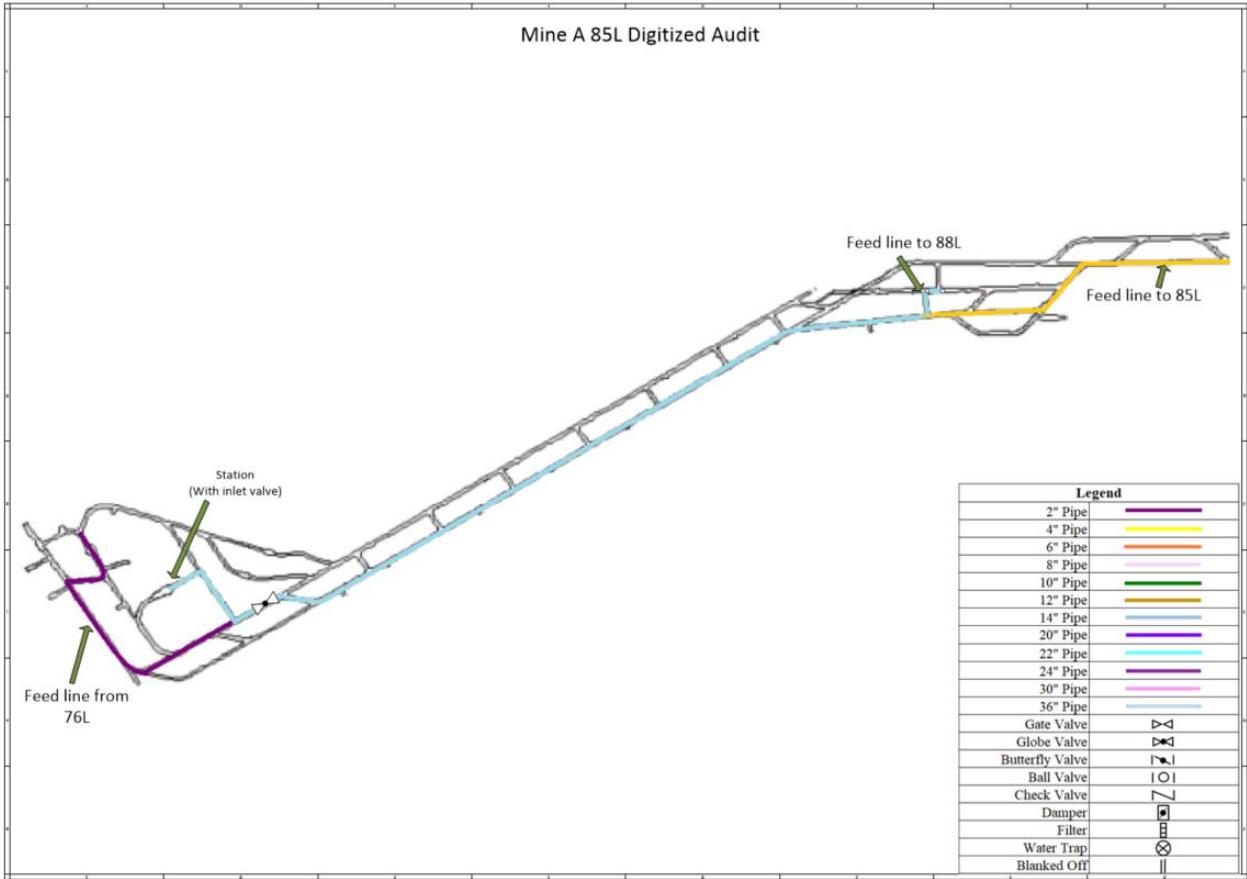 Mine A 85L Digitized Audit
Feed line to 88L
Feed line to 85L
Station
(With inlet valve)
Feed line from
76L
Legend
2" Pipe
4" Pipe
6" Pipe
8" Pipe
10" Pipe
12" Pipe
14" Pipe
20" Pipe
22" Pipe
24" Pipe
30" Pipe
36" Pipe
Gate Valve
Globe Valve
Butterfly Valve
Ball Valve
Check Valve
Damper
Filter
Water Trap
Blanked Off